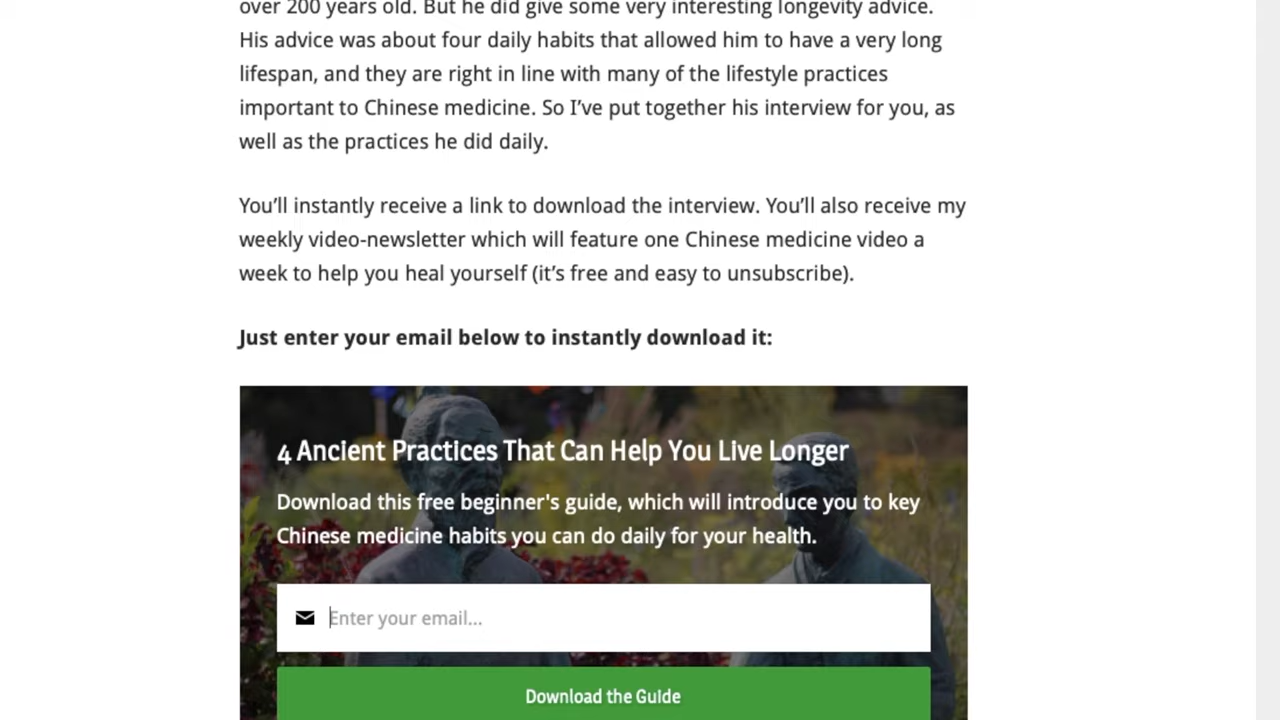 over 200 years old. But he did give some very interesting longevity advice.
His advice was about four daily habits that allowed him to have a very long
lifespan, and they are right in line with many of the lifestyle practices
important to Chinese medicine. So I’ve put together his interview for you, as
well as the practices he did daily.
You’ll instantly receive a link to download the interview. You’ll also receive my
weekly video-newsletter which will feature one Chinese medicine video a
week to help you heal yourself (it’s free and easy to unsubscribe).
Just enter your email below to instantly download it:
4 Ancient Practices That Can Help You Live Longer
Download this free beginner's guide, which will introduce you to key
Chinese medicine habits you can do daily for your health.
Enter your email...
Download the Guide